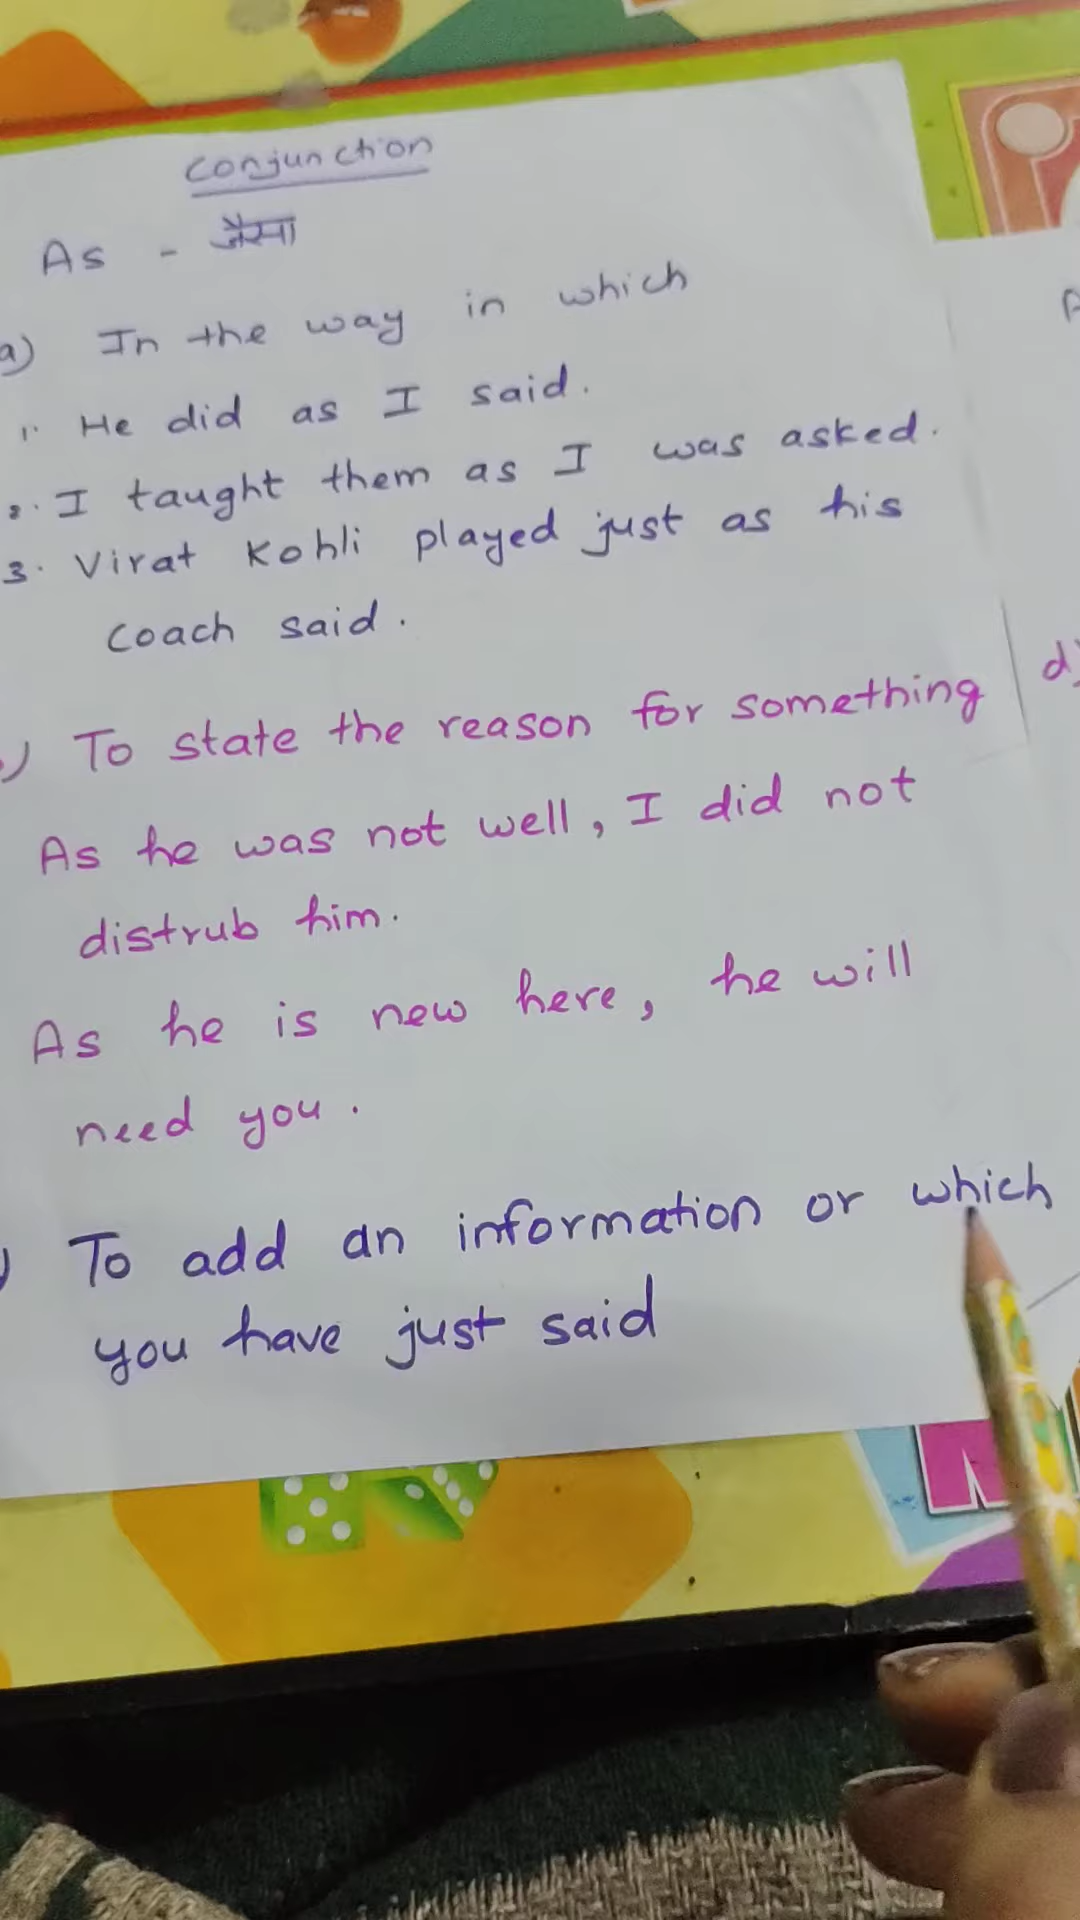 conjunction
As - जैसा
a) In the way in which
1. He did as I said.
2. I taught them as I was asked.
3. Virat Kohli played just as his
coach said.
) To state the reason for something
As he was not well, I did not
distrub him.
As he is new here, he will
need you.
) To add an information or which
you have just said
d)
N